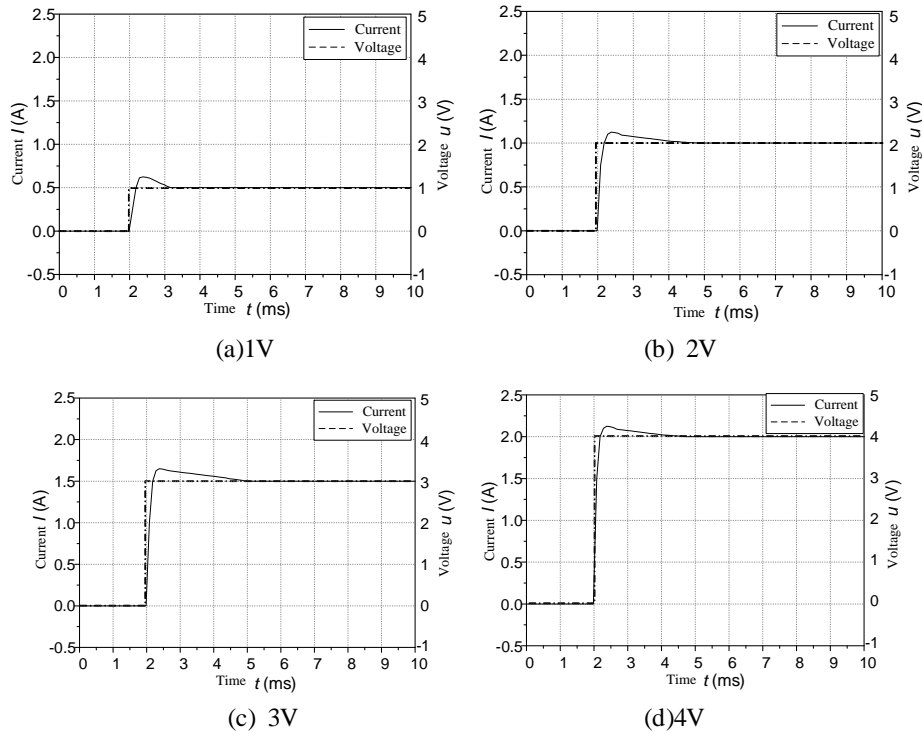 2.5
2.0
1.5
1.0
0.5
0.0
-0.5
Current I (A)
Current
Voltage
5
4
3
2
1
0
-1
Voltage u (V)
0 1 2 3 4 5 6 7 8 9 10
Time t (ms)
(a)1V
2.5
2.0
1.5
1.0
0.5
0.0
-0.5
Current I (A)
Current
Voltage
5
4
3
2
1
0
-1
Voltage u (V)
0 1 2 3 4 5 6 7 8 9 10
Time t (ms)
(b) 2V
2.5
2.0
1.5
1.0
0.5
0.0
-0.5
Current I (A)
Current
Voltage
5
4
3
2
1
0
-1
Voltage u (V)
0 1 2 3 4 5 6 7 8 9 10
Time t (ms)
(c) 3V
2.5
2.0
1.5
1.0
0.5
0.0
-0.5
Current I (A)
Current
Voltage
5
4
3
2
1
0
-1
Voltage u (V)
0 1 2 3 4 5 6 7 8 9 10
Time t (ms)
(d)4V